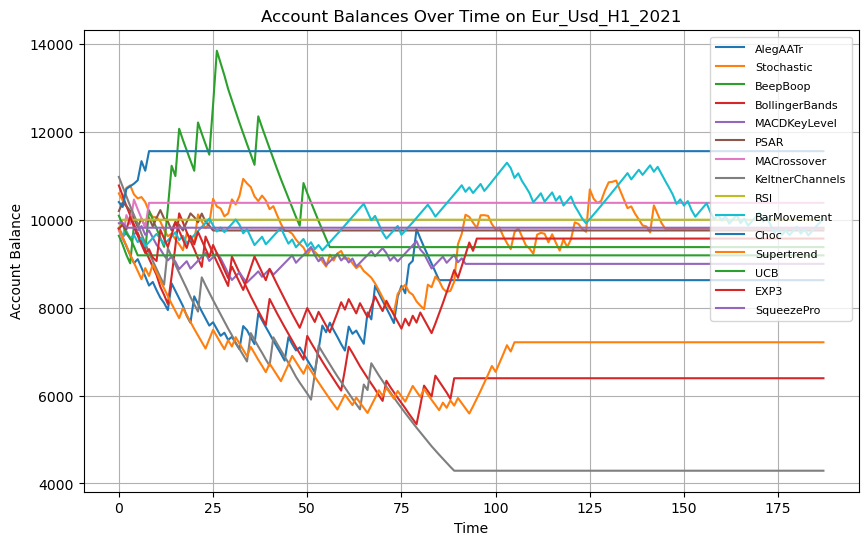 Account Balances Over Time on Eur_Usd_H1_2021
Account Balance
14000
12000
10000
8000
6000
4000
0
25
50
75
100
125
150
175
Time
AlegAATr
Stochastic
BeepBoop
BollingerBands
MACDKeyLevel
PSAR
MACrossover
KeltnerChannels
RSI
BarMovement
Choc
Supertrend
UCB
EXP3
SqueezePro